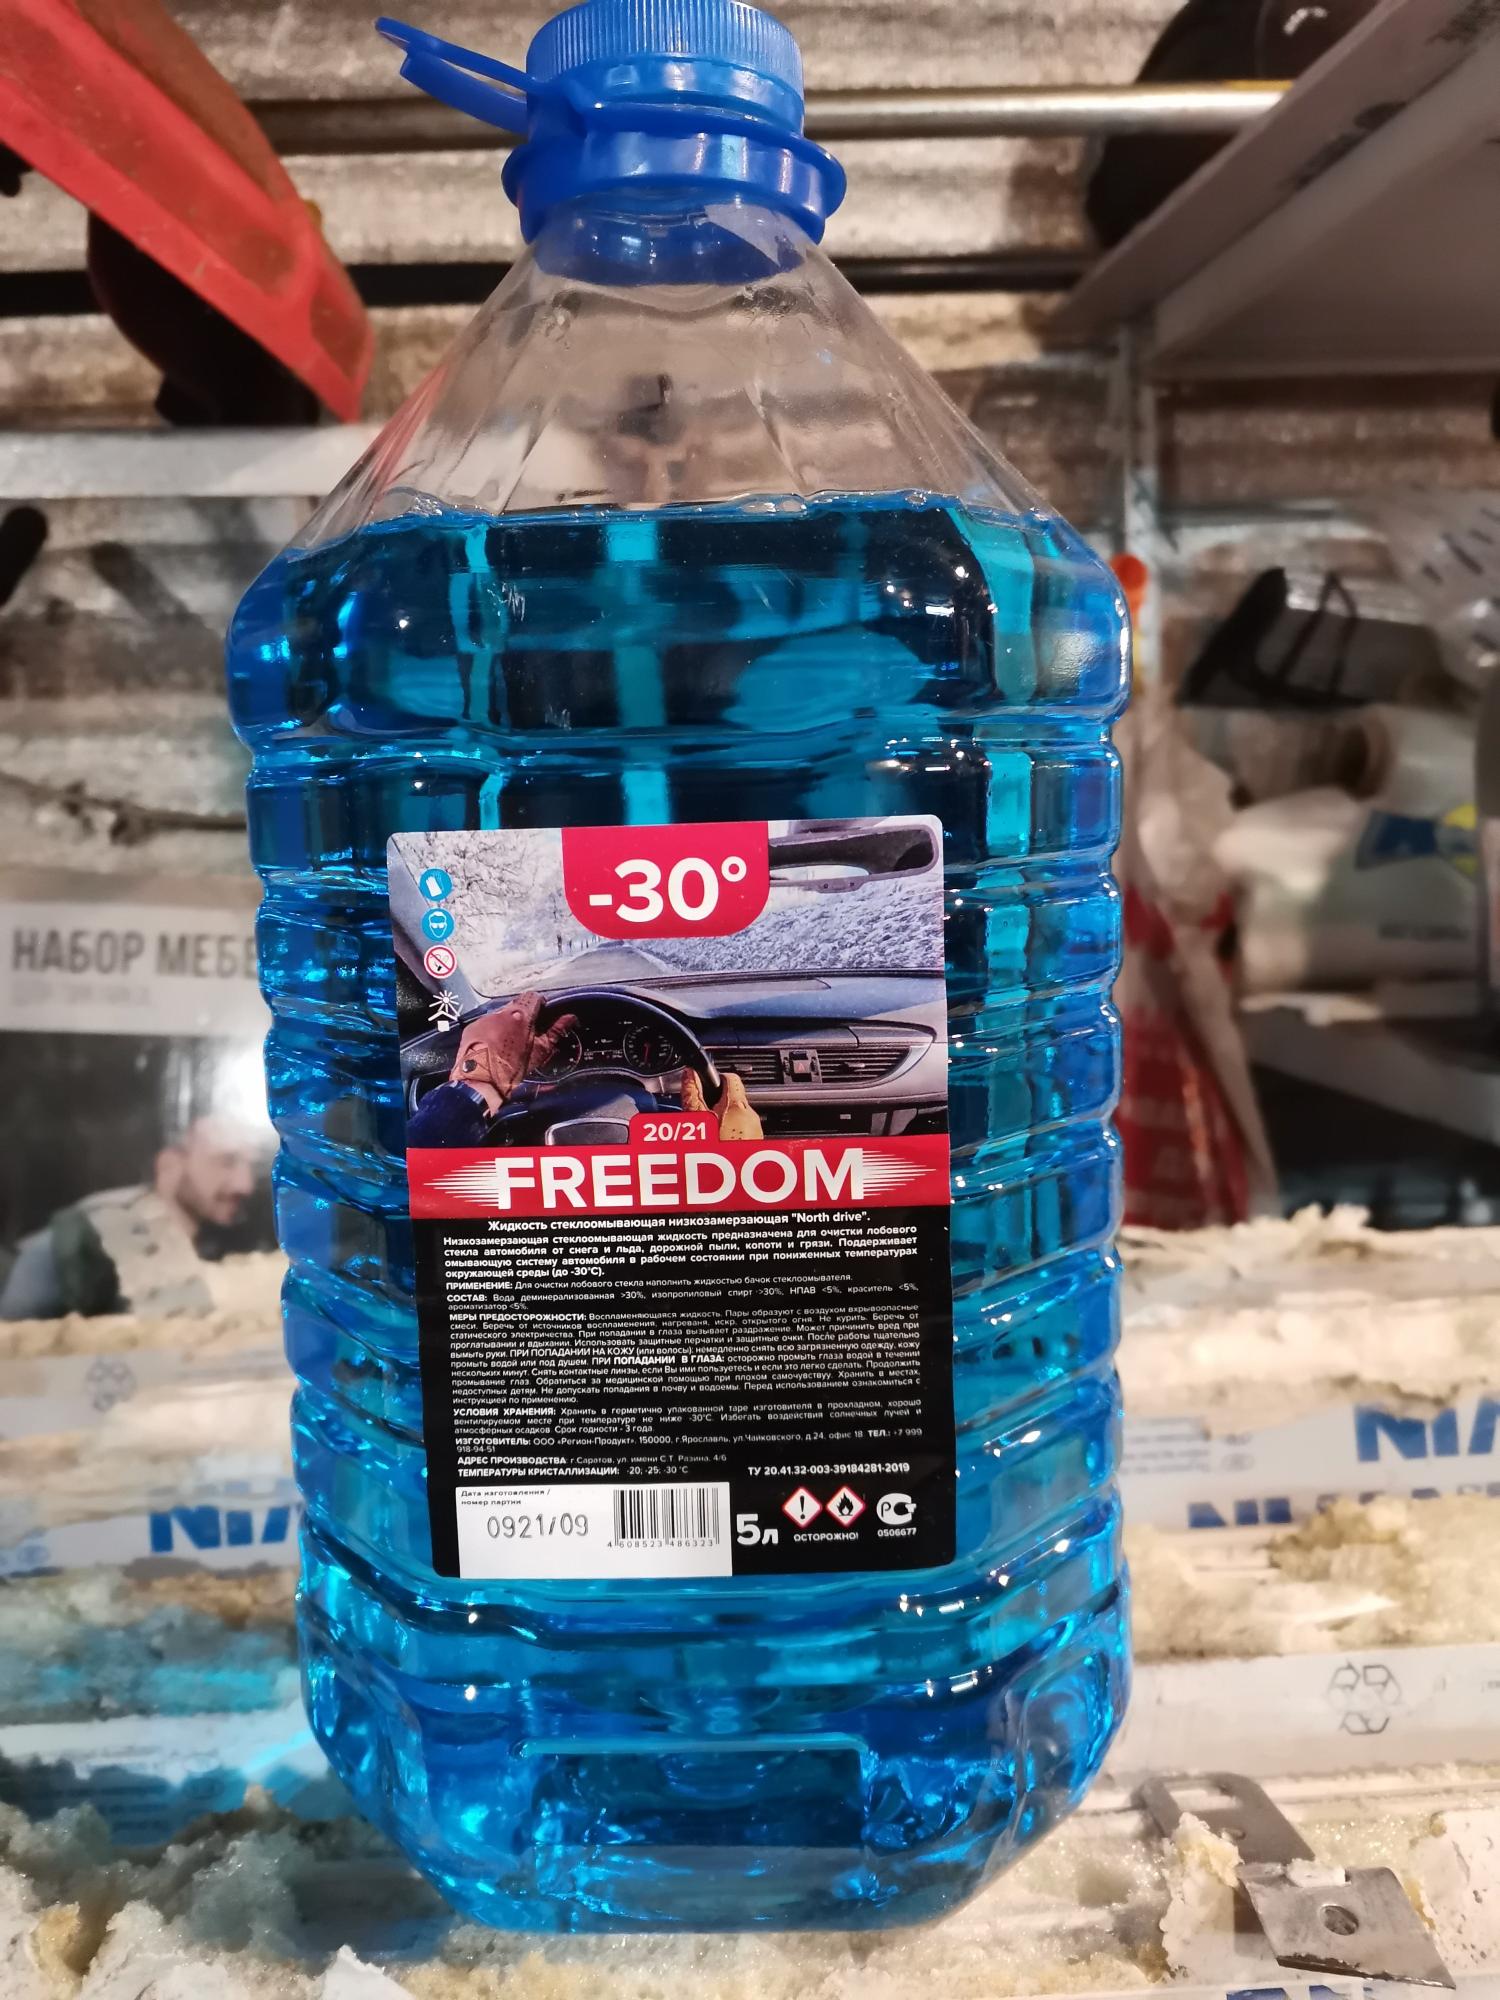 -30°
НАБОР МЕБЕ
20/21
FREEDOM
Жидкость стеклоомывающая низкозамерзающая "North drive".
Низкозамерзающая стеклоомывающая жидкость предназначена для очистки лобового
стекла автомобиля от снега и льда, дорожной пыли, копоти и грязи. Поддерживает
омывающую систему автомобиля в рабочем состоянии при пониженных температурах
окружающей среды (до -30°С).
ПРИМЕНЕНИЕ: Для очистки лобового стекла наполнить жидкостью бачок стеклоомывателя.
СОСТАВ: Вода деминерализованная >30%, изопропиловый спирт >30%, НПАВ <5%, краситель <5%,
ароматизатор <5%.
МЕРЫ ПРЕДОСТОРОЖНОСТИ: Воспламеняющаяся жидкость. Пары образуют с воздухом взрывоопасные
смеси. Беречь от источников воспламенения, нагреваня, искр, открытого огня. Не курить. Беречь от
статического электричества. При попадании в глаза вызывает раздражение. Может причинить вред при
проглатывании и вдыхании. Использовать защитные перчатки и защитные очки. После работы тщательно
вымыть руки. ПРИ ПОПАДАНИИ НА КОЖУ (или волосы): немедленно снять всю загрязненную одежду, кожу
промыть водой или под душем. ПРИ ПОПАДАНИИ В ГЛАЗА: осторожно промыть глаза водой в течении
нескольких минут. Снять контактные линзы, если Вы ими пользуетесь и если это легко сделать. Продолжить
промывание глаз. Обратиться за медицинской помощью при плохом самочувствуу. Хранить в местах,
недоступных детям. Не допускать попадания в почву и водоемы. Перед использованием ознакомиться с
инструкцией по применению.
УСЛОВИЯ ХРАНЕНИЯ: Хранить в герметично упакованной таре изготовителя в прохладном, хорошо
вентилируемом месте при температуре не ниже -30°С. Избегать воздействия солнечных лучей и
атмосферных осадков. Срок годности - 3 года.
ИЗГОТОВИТЕЛЬ: ООО «Регион-Продукт», 150000, г.Ярославль, ул.Чайковского, д.24, офис 18. ТЕЛ.: +7 999
918-94-51
АДРЕС ПРОИЗВОДСТВА: г.Саратов, ул. имени С.Т. Разина, 4/6
ТЕМПЕРАТУРЫ КРИСТАЛЛИЗАЦИИ: -20; -25; -30 °С
ТУ 20.41.32-003-39184281-2019
Дата изготовления /
номер партии
0921/09
4 608523 486323
5л
ОСТОРОЖНО!
РСТ
0506677